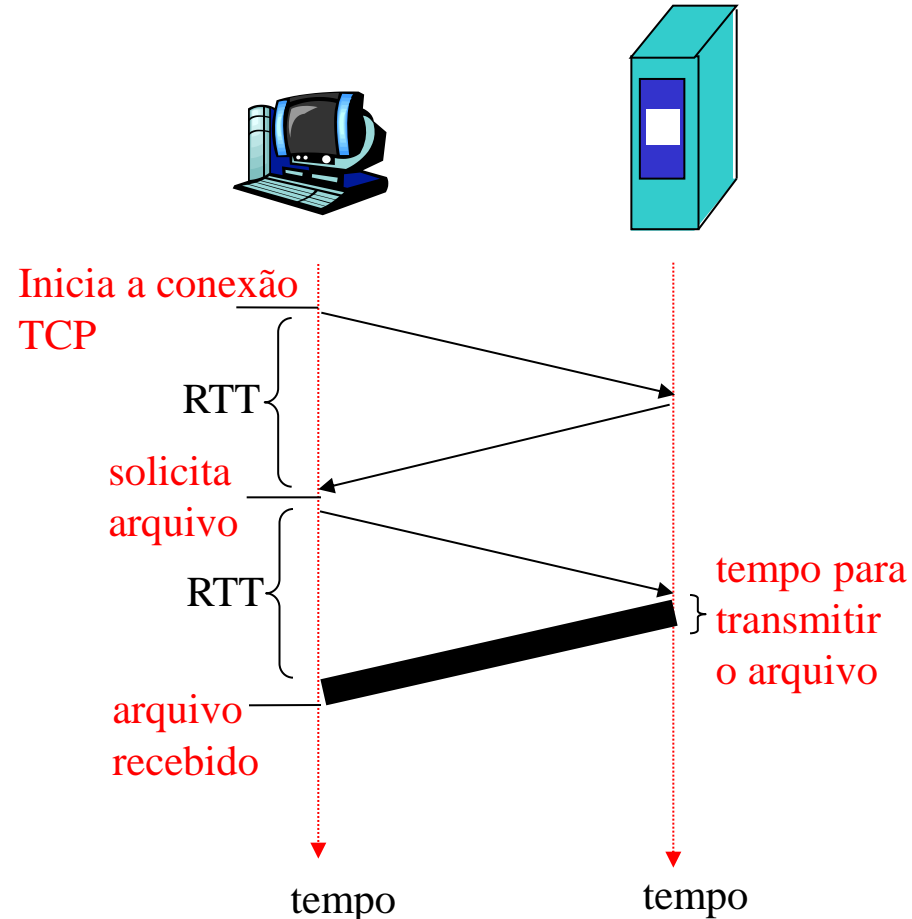 Inicia a conexão
TCP
RTT
solicita
arquivo
RTT
tempo para
transmitir
o arquivo
arquivo
recebido
tempo
tempo